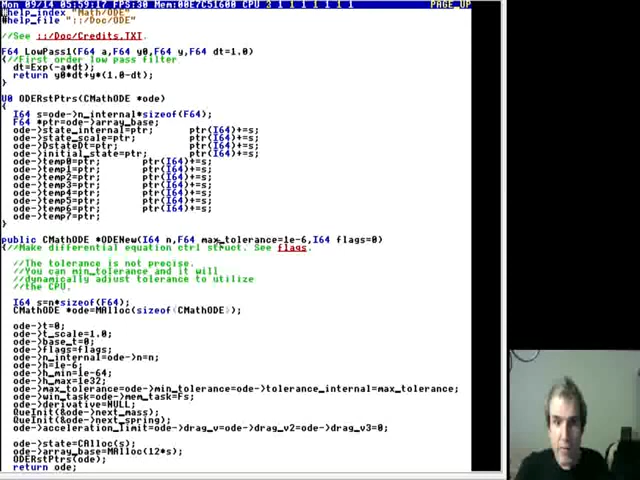 Mon 09/14 05:59:17 FPS:30 Mem:00E7C51600 CPU 3 1 1 1 1 1 1 1 PAGE_UP
#help_index "Math/ODE"
#help_file "::/Doc/ODE"
//See ::/Doc/Credits.TXT.
F64 LowPass1(F64 a,F64 y0,F64 y,F64 dt=1.0)
{//First order low pass filter
dt=Exp(-a*dt);
return y0*dt+y*(1.0-dt);
}
U0 ODERstPtrs(CMathODE *ode)
{
I64 s=ode->n_internal*sizeof(F64);
F64 *ptr=ode->array_base;
ode->state_internal=ptr; ptr(I64)+=s;
ode->state_scale=ptr; ptr(I64)+=s;
ode->DstateDt=ptr; ptr(I64)+=s;
ode->initial_state=ptr; ptr(I64)+=s;
ode->temp0=ptr; ptr(I64)+=s;
ode->temp1=ptr; ptr(I64)+=s;
ode->temp2=ptr; ptr(I64)+=s;
ode->temp3=ptr; ptr(I64)+=s;
ode->temp4=ptr; ptr(I64)+=s;
ode->temp5=ptr; ptr(I64)+=s;
ode->temp6=ptr; ptr(I64)+=s;
ode->temp7=ptr;
}
public CMathODE *ODENew(I64 n,F64 max_tolerance=1e-6,I64 flags=0)
{//Make differential equation ctrl struct. See flags.
//The tolerance is not precise.
//You can min_tolerance and it will
//dynamically adjust tolerance to utilize
//the CPU.
I64 s=n*sizeof(F64);
CMathODE *ode=MAlloc(sizeof(CMathODE));
ode->t=0;
ode->t_scale=1.0;
ode->base_t=0;
ode->flags=flags;
ode->n_internal=ode->n=n;
ode->h=1e-6;
ode->h_min=1e-64;
ode->h_max=1e32;
ode->max_tolerance=ode->min_tolerance=ode->tolerance_internal=max_tolerance;
ode->win_task=ode->mem_task=Fs;
ode->derivative=NULL;
QueInit(&ode->next_mass);
QueInit(&ode->next_spring);
ode->acceleration_limit=ode->drag_v=ode->drag_v2=ode->drag_v3=0;
ode->state=CAlloc(s);
ode->array_base=MAlloc(12*s);
ODERstPtrs(ode);
return ode;